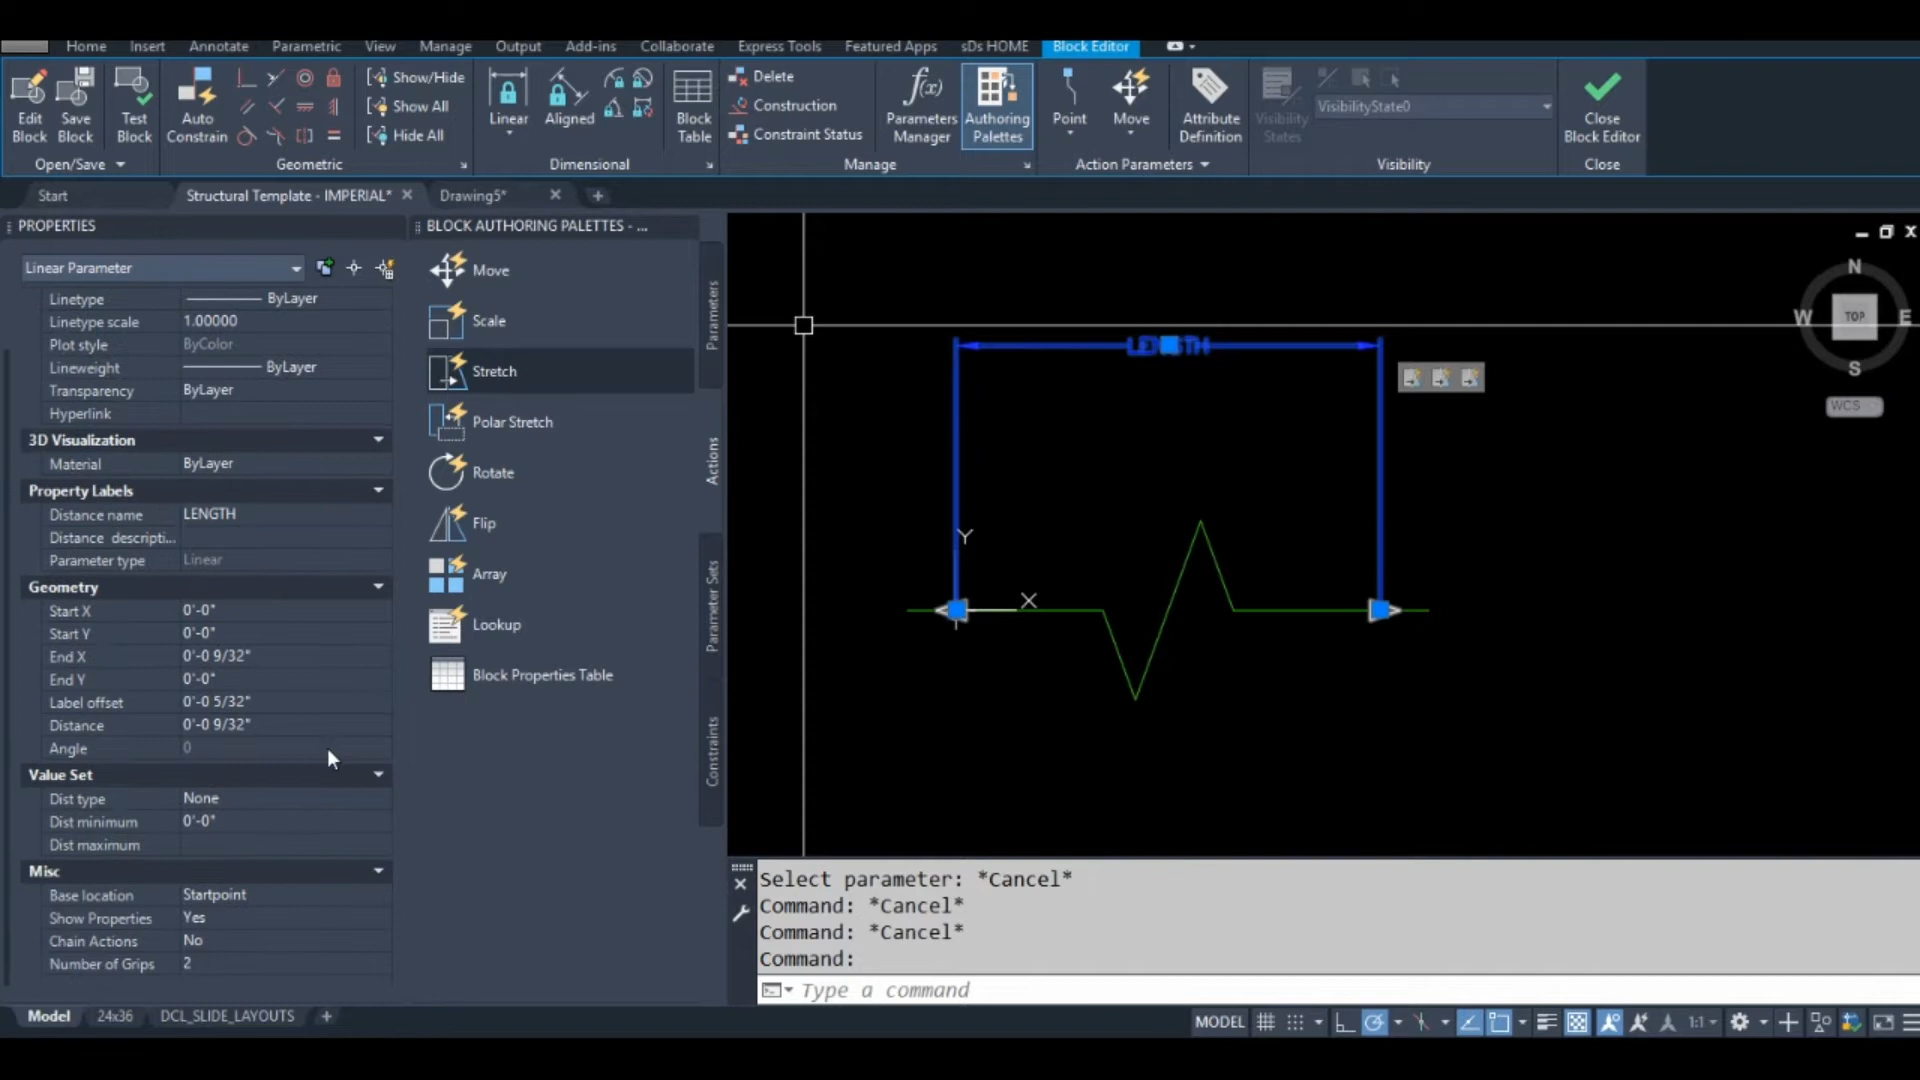 Home Insert Annotate Parametric View Manage Output Add-ins Collaborate Express Tools Featured Apps sDs HOME Block Editor
Edit Block
Save Block
Test Block
Auto Constrain
Show/Hide
Show All
Hide All
Linear
Aligned
Block Table
Delete
Construction
Constraint Status
Parameters Manager
Authoring Palettes
Point
Move
Attribute Definition
Visibility States
VisibilityState0
Close Block Editor
Open/Save Geometric Dimensional Manage Action Parameters Visibility Close
Start Structural Template - IMPERIAL* Drawing5*
PROPERTIES
Linear Parameter
Linetype ByLayer
Linetype scale 1.00000
Plot style ByColor
Lineweight ByLayer
Transparency ByLayer
Hyperlink
3D Visualization
Material ByLayer
Property Labels
Distance name LENGTH
Distance descripti...
Parameter type Linear
Geometry
Start X 0'-0"
Start Y 0'-0"
End X 0'-0 9/32"
End Y 0'-0"
Label offset 0'-0 5/32"
Distance 0'-0 9/32"
Angle 0
Value Set
Dist type None
Dist minimum 0'-0"
Dist maximum
Misc
Base location Startpoint
Show Properties Yes
Chain Actions No
Number of Grips 2
BLOCK AUTHORING PALETTES - ...
Move
Scale
Stretch
Polar Stretch
Rotate
Flip
Array
Lookup
Block Properties Table
Parameters
Actions
Parameter Sets
Constraints
LENGTH
Y
X
N
W TOP E
S
WCS
Select parameter: *Cancel*
Command: *Cancel*
Command: *Cancel*
Command:
Type a command
Model 24x36 DCL_SLIDE_LAYOUTS
MODEL 1:1